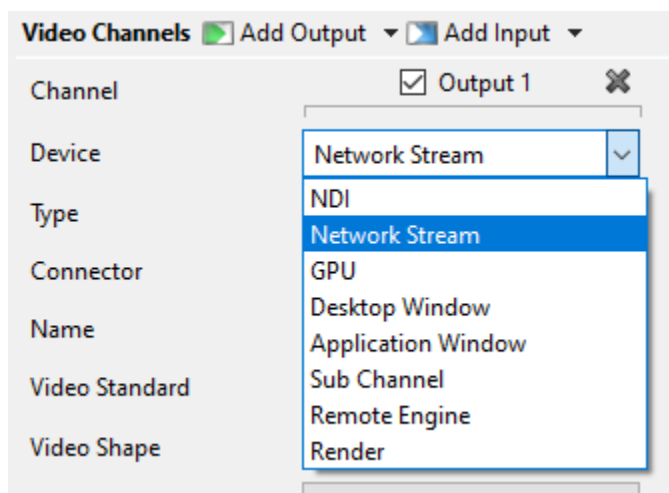 Video Channels Add Output Add Input
Channel Output 1
Device Network Stream
NDI
Type
Network Stream
Connector GPU
Desktop Window
Name Application Window
Video Standard Sub Channel
Remote Engine
Video Shape Render